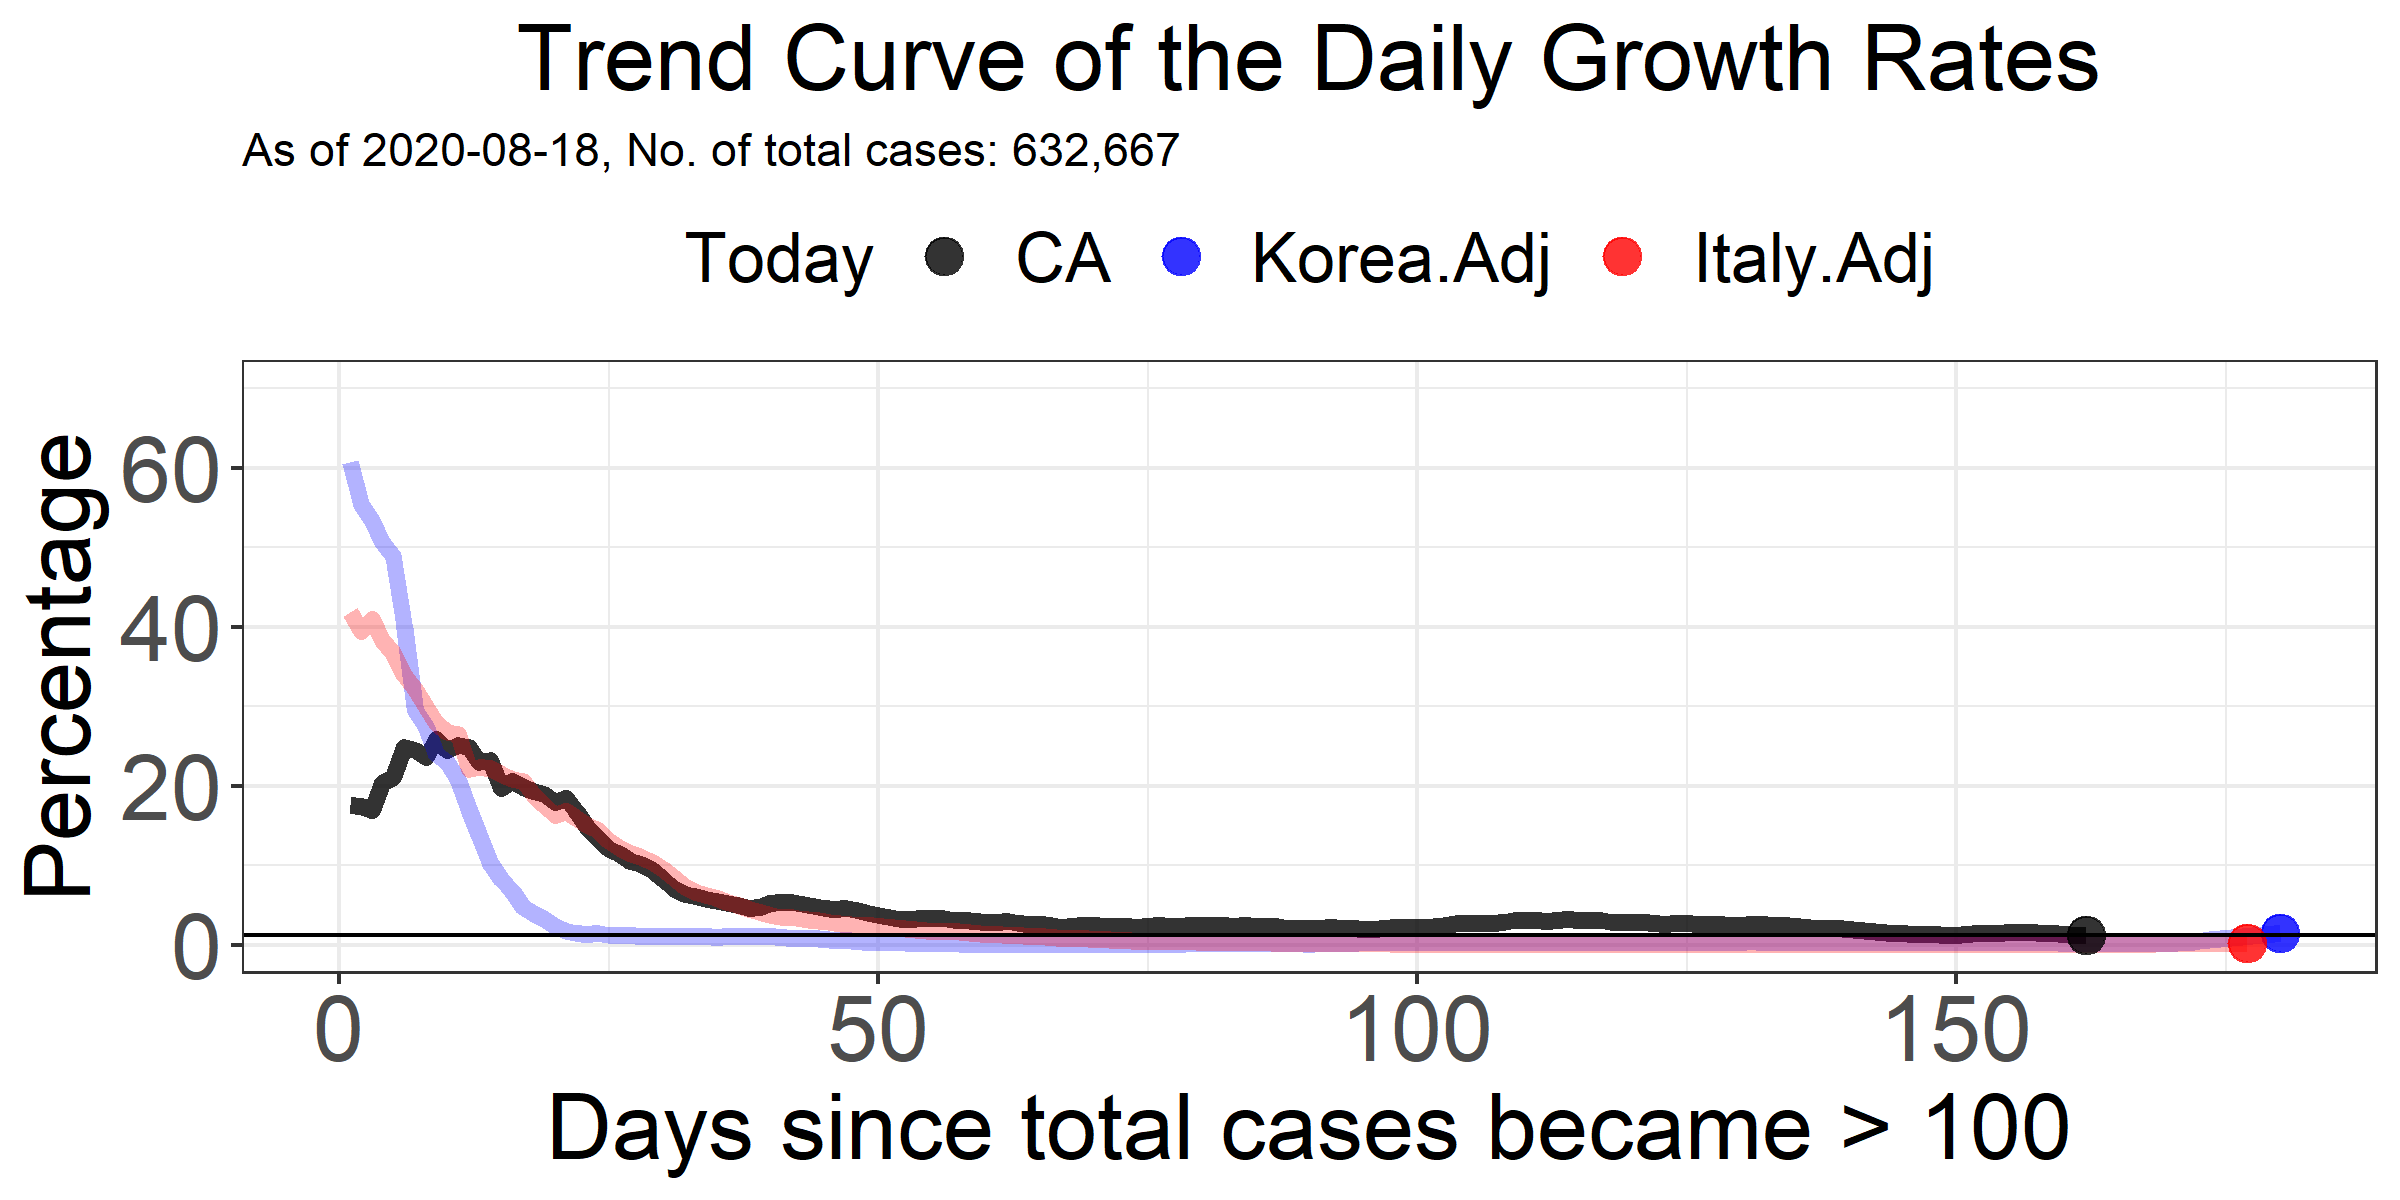 Trend Curve of the Daily Growth Rates
As of 2020-08-18, No. of total cases: 632,667
Today CA Korea.Adj Italy.Adj
Percentage
60
40
20
0
0 50 100 150
Days since total cases became > 100